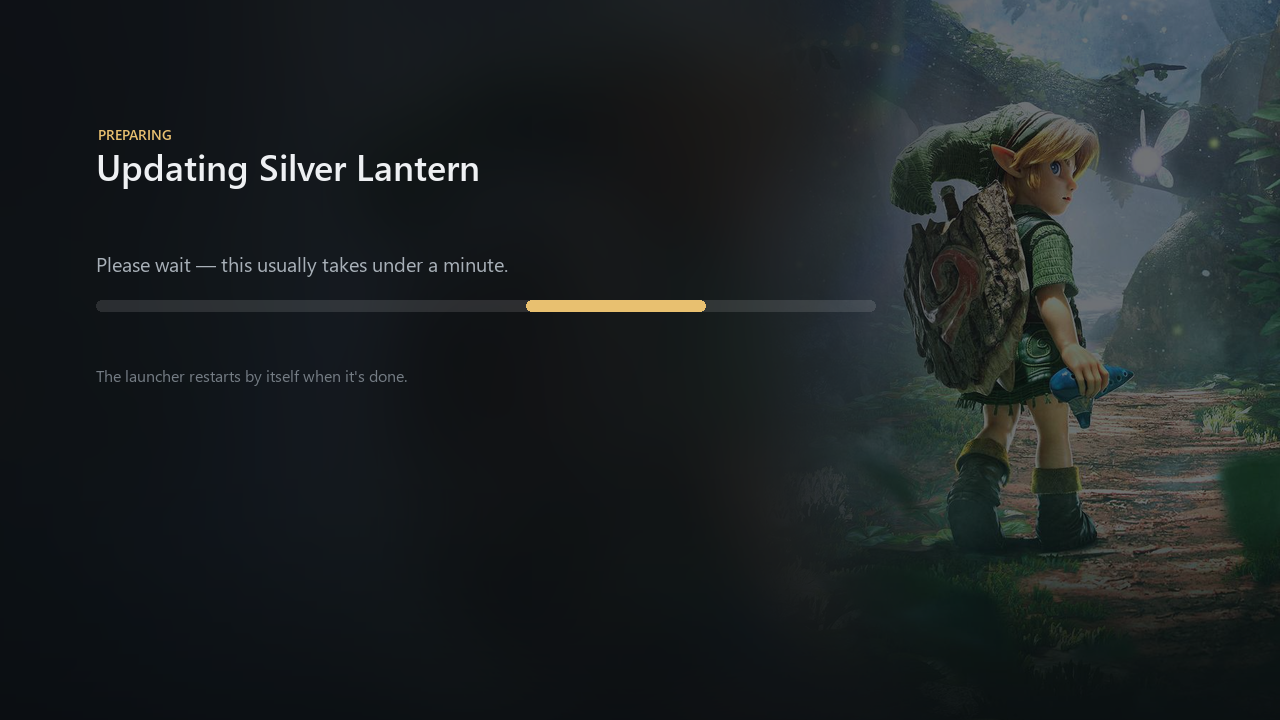 PREPARING
Updating Silver Lantern
Please wait — this usually takes under a minute.
The launcher restarts by itself when it's done.